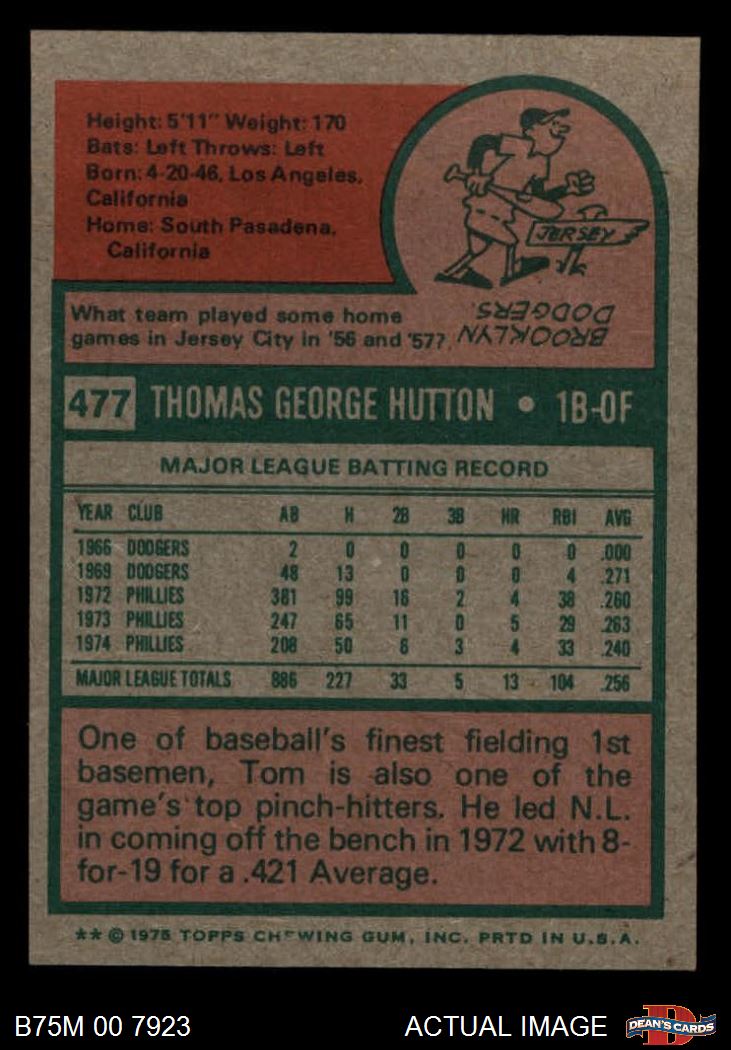 Height: 5'11" Weight: 170
Bats: Left Throws: Left
Born: 4-20-46, Los Angeles,
California
Home: South Pasadena,
California
JERSEY
What team played some home
games in Jersey City in '56 and '57?
BROOKLYN
DODGERS.
477 THOMAS GEORGE HUTTON • 1B-OF
MAJOR LEAGUE BATTING RECORD
YEAR CLUB AB H 2B 3B HR RBI AVG
1966 DODGERS 2 0 0 0 0 0 .000
1969 DODGERS 48 13 0 0 0 4 .271
1972 PHILLIES 381 99 16 2 4 38 .260
1973 PHILLIES 247 65 11 0 5 29 .263
1974 PHILLIES 208 50 6 3 4 33 .240
MAJOR LEAGUE TOTALS 886 227 33 5 13 104 .256
One of baseball's finest fielding 1st
basemen, Tom is also one of the
game's top pinch-hitters. He led N.L.
in coming off the bench in 1972 with 8-
for-19 for a .421 Average.
** © 1975 TOPPS CHEWING GUM, INC. PRTD IN U.S.A.
B75M 00 7923 ACTUAL IMAGE DEAN'S CARDS